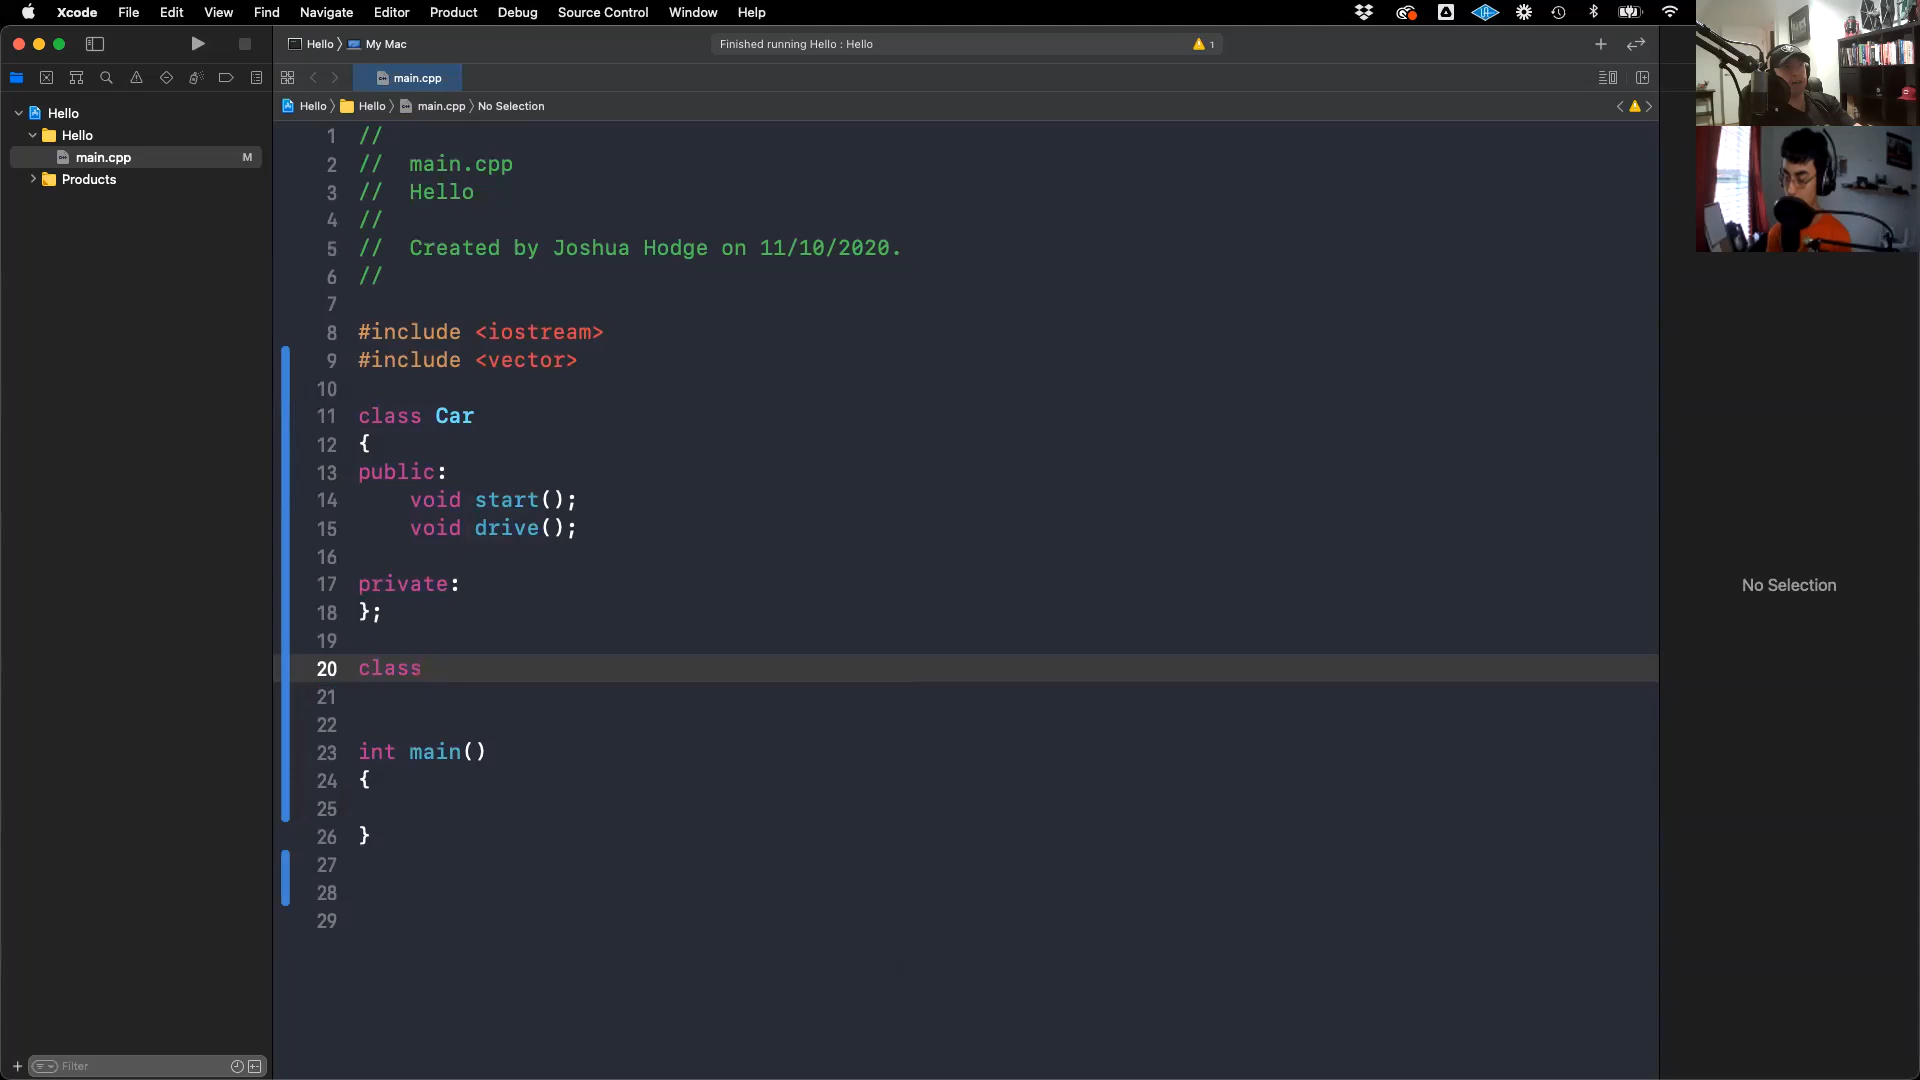 Xcode File Edit View Find Navigate Editor Product Debug Source Control Window Help
Hello My Mac
Finished running Hello : Hello
1
main.cpp
Hello Hello main.cpp No Selection
Hello
Hello
main.cpp M
Products
1 //
2 // main.cpp
3 // Hello
4 //
5 // Created by Joshua Hodge on 11/10/2020.
6 //
7
8 #include <iostream>
9 #include <vector>
10
11 class Car
12 {
13 public:
14 void start();
15 void drive();
16
17 private:
18 };
19
20 class
21
22
23 int main()
24 {
25
26 }
27
28
29
No Selection
Filter